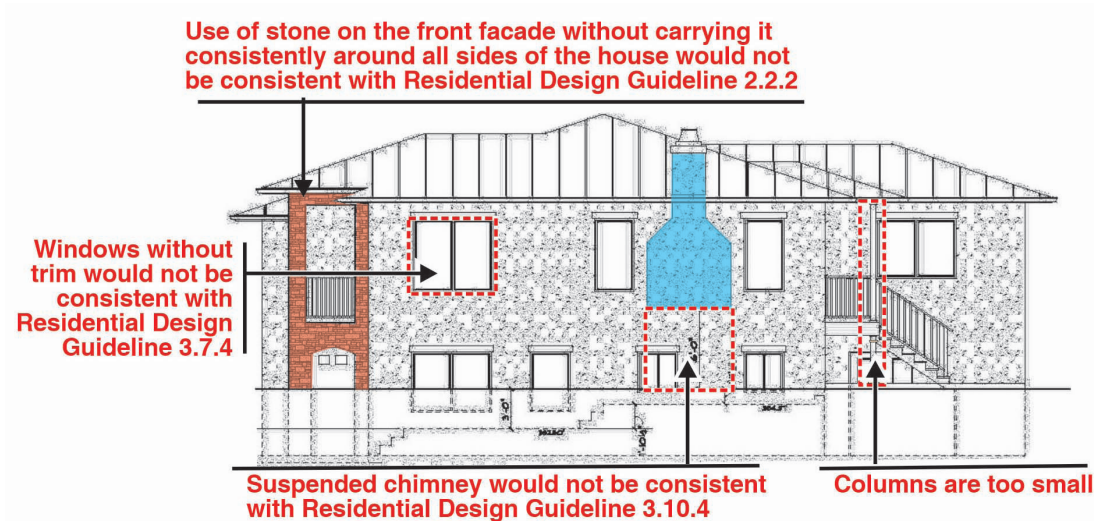 Use of stone on the front facade without carrying it
consistently around all sides of the house would not
be consistent with Residential Design Guideline 2.2.2
Windows without
trim would not be
consistent with
Residential Design
Guideline 3.7.4
Suspended chimney would not be consistent
with Residential Design Guideline 3.10.4
Columns are too small